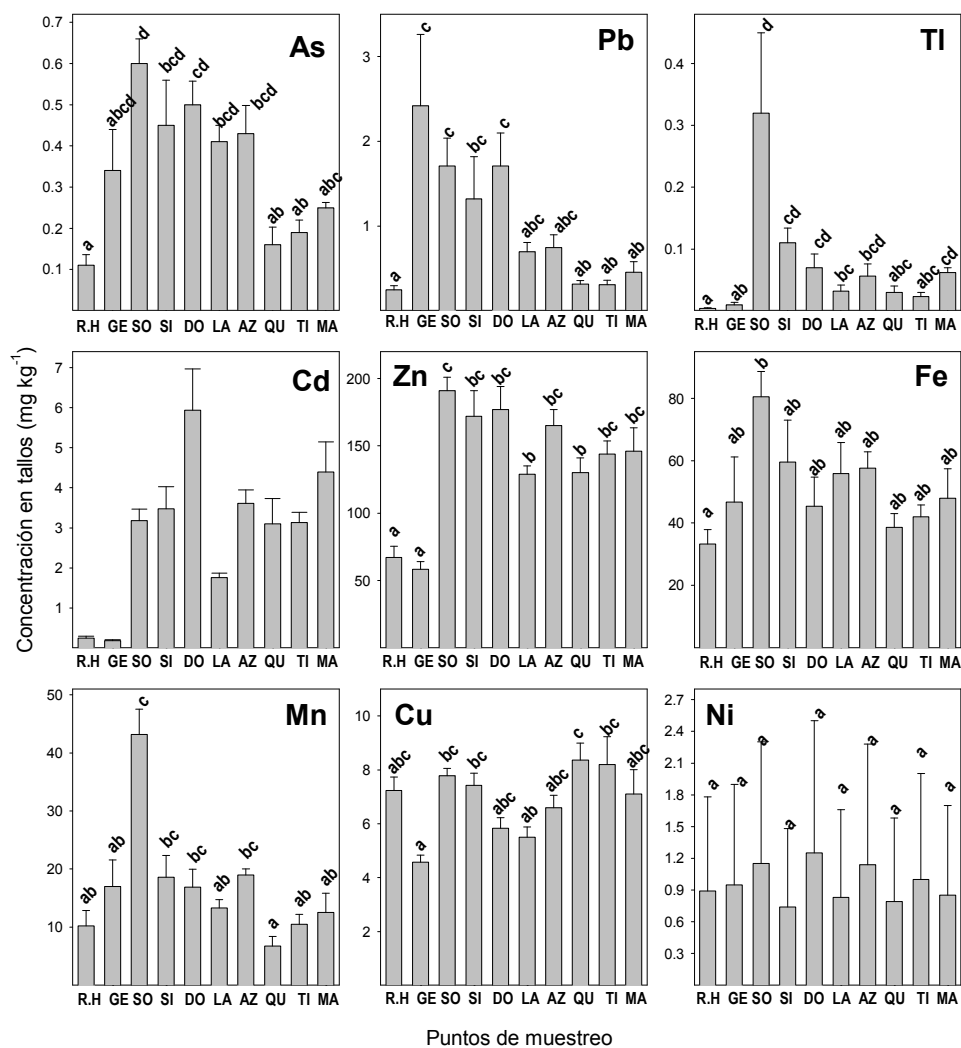 As
0.7
0.6
0.5
0.4
0.3
0.2
0.1
a
abcd
d
bcd
cd
bcd
bcd
ab
ab
abc
R.H GE SO SI DO LA AZ QU TI MA
Pb
3
2
1
a
c
c
bc
c
abc
abc
ab
ab
ab
R.H GE SO SI DO LA AZ QU TI MA
Tl
0.4
0.3
0.2
0.1
a
ab
d
cd
cd
bc
bcd
abc
abc
cd
R.H GE SO SI DO LA AZ QU TI MA
Concentración en tallos (mg kg-1)
Cd
7
6
5
4
3
2
1
R.H GE SO SI DO LA AZ QU TI MA
Zn
200
150
100
50
a
a
c
bc
bc
b
bc
b
bc
bc
R.H GE SO SI DO LA AZ QU TI MA
Fe
80
60
40
20
a
ab
b
ab
ab
ab
ab
ab
ab
ab
R.H GE SO SI DO LA AZ QU TI MA
Mn
50
40
30
20
10
ab
ab
c
bc
bc
ab
bc
a
ab
ab
R.H GE SO SI DO LA AZ QU TI MA
Cu
10
8
6
4
2
abc
a
bc
bc
abc
ab
abc
c
bc
abc
R.H GE SO SI DO LA AZ QU TI MA
Ni
2.7
2.4
2.1
1.8
1.5
1.2
0.9
0.6
0.3
a
a
a
a
a
a
a
a
a
a
R.H GE SO SI DO LA AZ QU TI MA
Puntos de muestreo